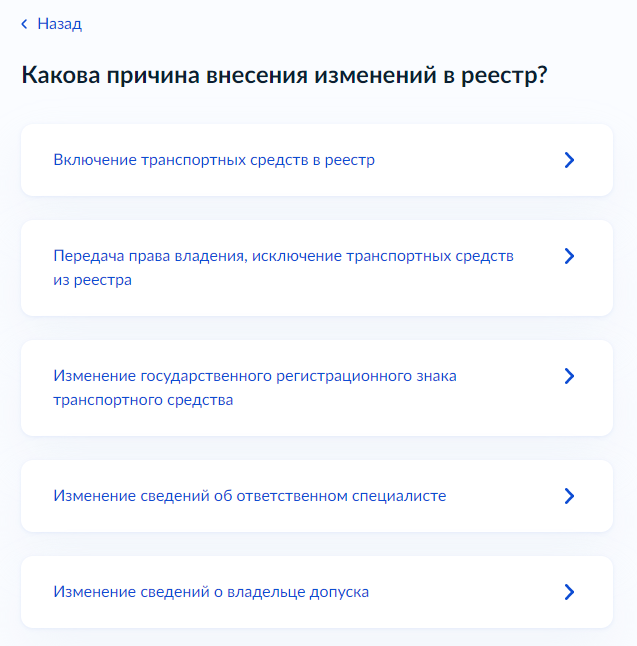 Назад
Какова причина внесения изменений в реестр?
Включение транспортных средств в реестр
Передача права владения, исключение транспортных средств
из реестра
Изменение государственного регистрационного знака
транспортного средства
Изменение сведений об ответственном специалисте
Изменение сведений о владельце допуска